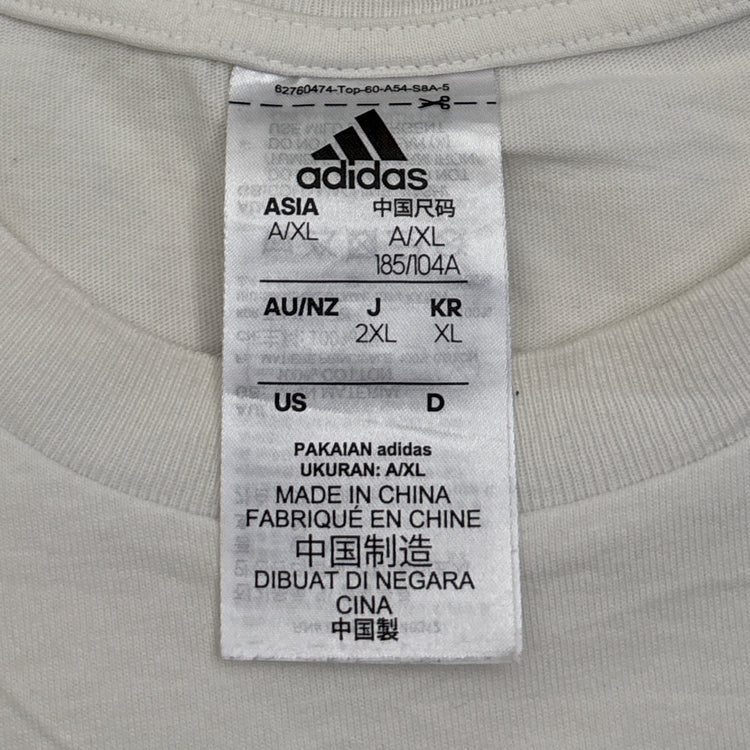 62760474-Top-60-A54-S8A-5
adidas
ASIA 中国尺码
A/XL A/XL
185/104A
AU/NZ J KR
2XL XL
US D
PAKAIAN adidas
UKURAN: A/XL
MADE IN CHINA
FABRIQUÉ EN CHINE
中国制造
DIBUAT DI NEGARA
CINA
中国製